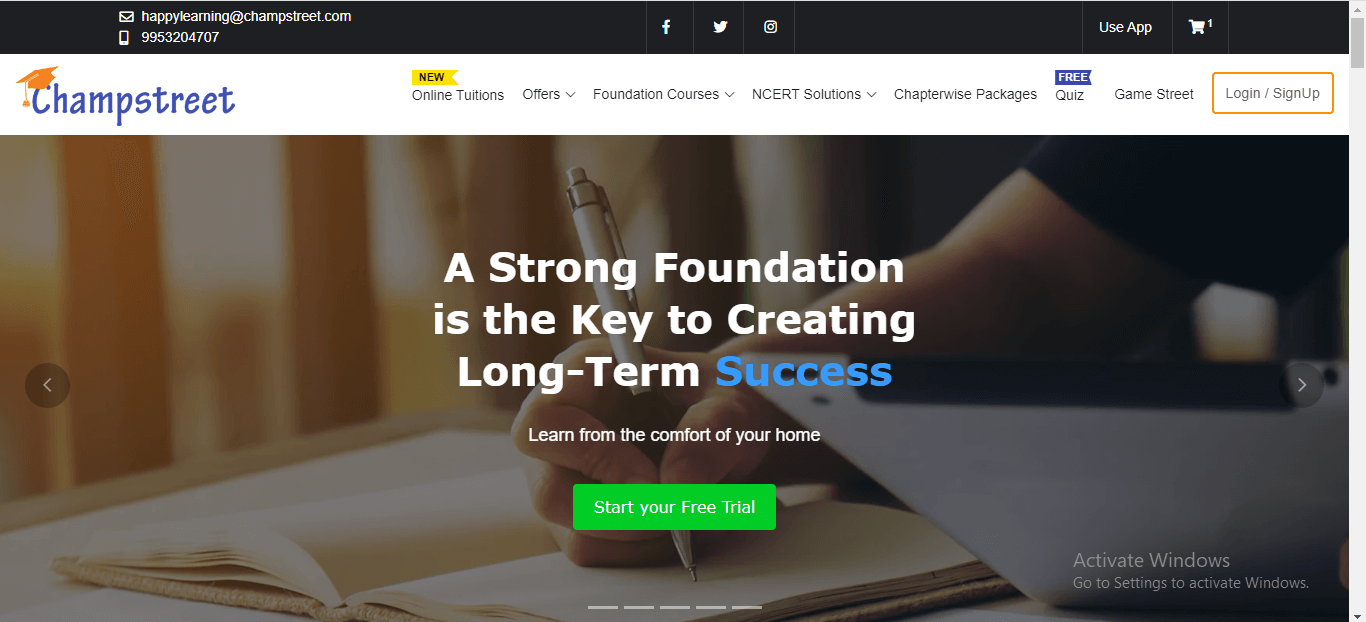 happylearning@champstreet.com
9953204707
Use App
1
Champstreet
NEW
Online Tuitions
Offers
Foundation Courses
NCERT Solutions
Chapterwise Packages
FREE
Quiz
Game Street
Login / SignUp
A Strong Foundation
is the Key to Creating
Long-Term Success
Learn from the comfort of your home
Start your Free Trial
Activate Windows
Go to Settings to activate Windows.